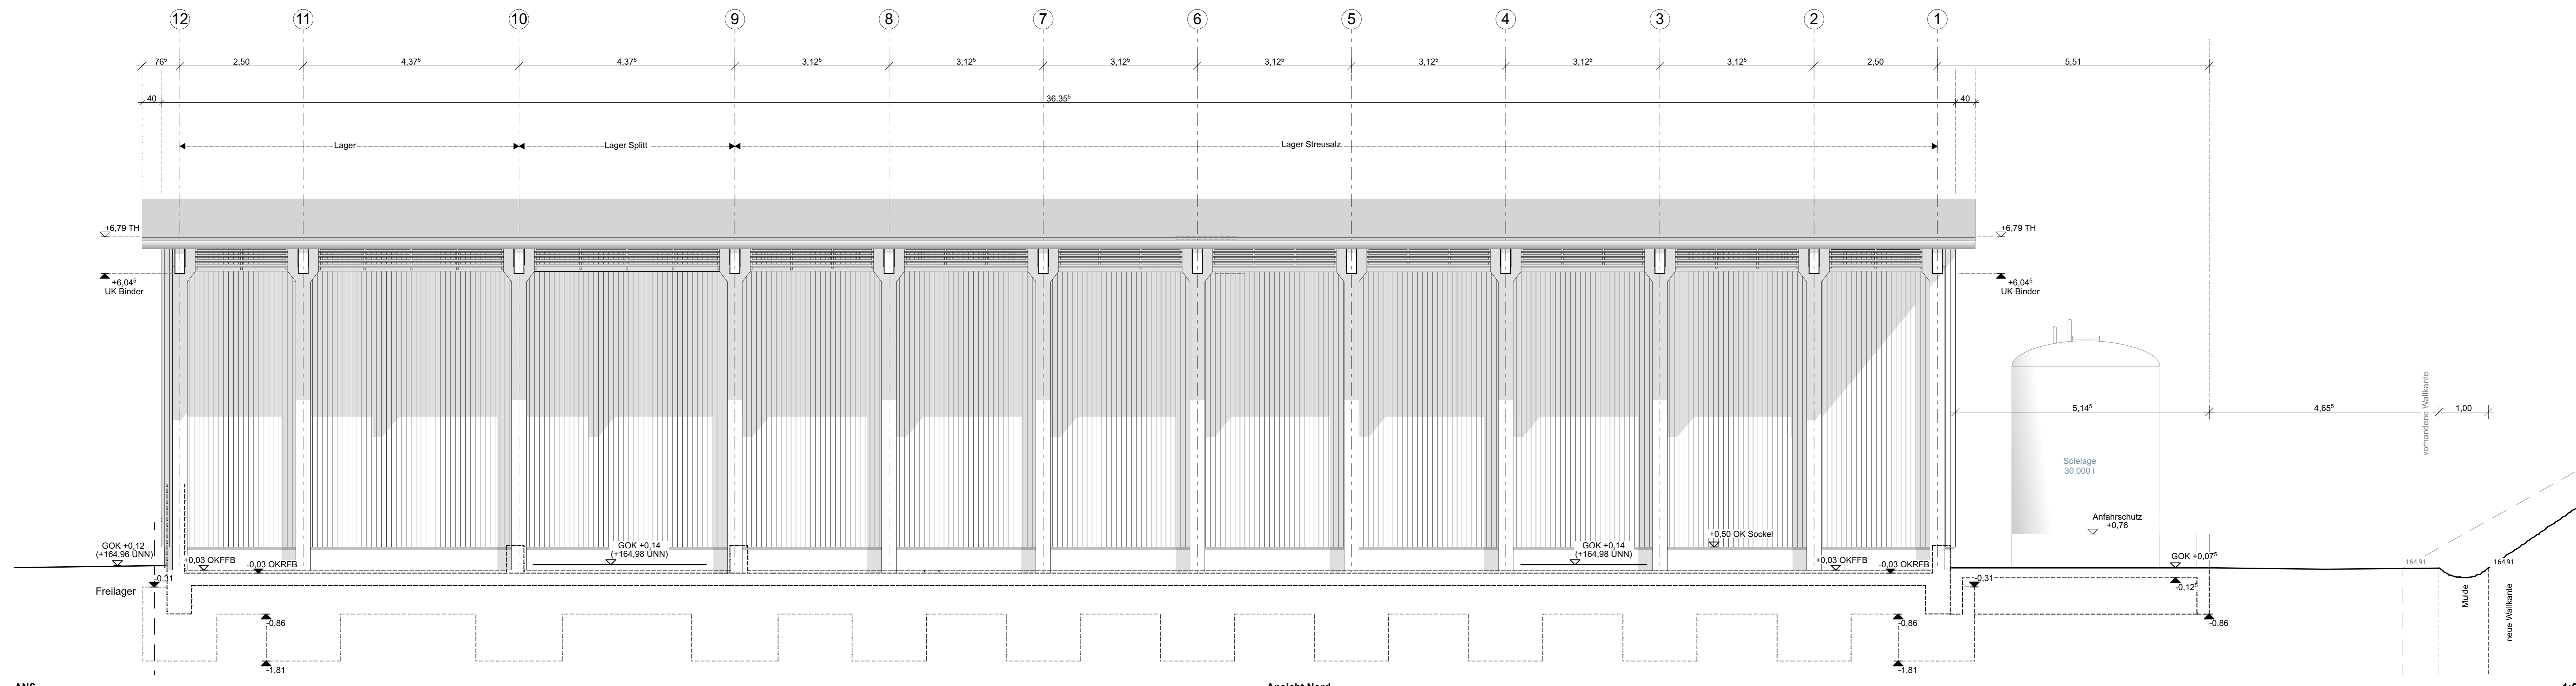 12 11 10 9 8 7 6 5 4 3 2 1
76⁵ 2,50 4,37⁵ 4,37⁵ 3,12⁵ 3,12⁵ 3,12⁵ 3,12⁵ 3,12⁵ 3,12⁵ 3,12⁵ 2,50 5,51
40 36,35⁵ 40
Lager Lager Splitt Lager Streusalz
+6,79 TH +6,79 TH
+6,04⁵ +6,04⁵
UK Binder UK Binder
vorhandene Wallkante
5,14⁵ 4,65⁵ 1,00
Solelage
30.000 l
Anfahrschutz
+0,76
+0,50 OK Sockel
GOK +0,12 GOK +0,14 GOK +0,14
(+164,96 ÜNN) (+164,98 ÜNN) (+164,98 ÜNN)
GOK +0,07⁵
+0,03 OKFFB -0,03 OKRFB +0,03 OKFFB -0,03 OKRFB
164,91 164,91
-0,31 -0,31
-0,12⁵
Freilager
Mulde
neue Wallkante
-0,86 -0,86 -0,86
-1,81 -1,81